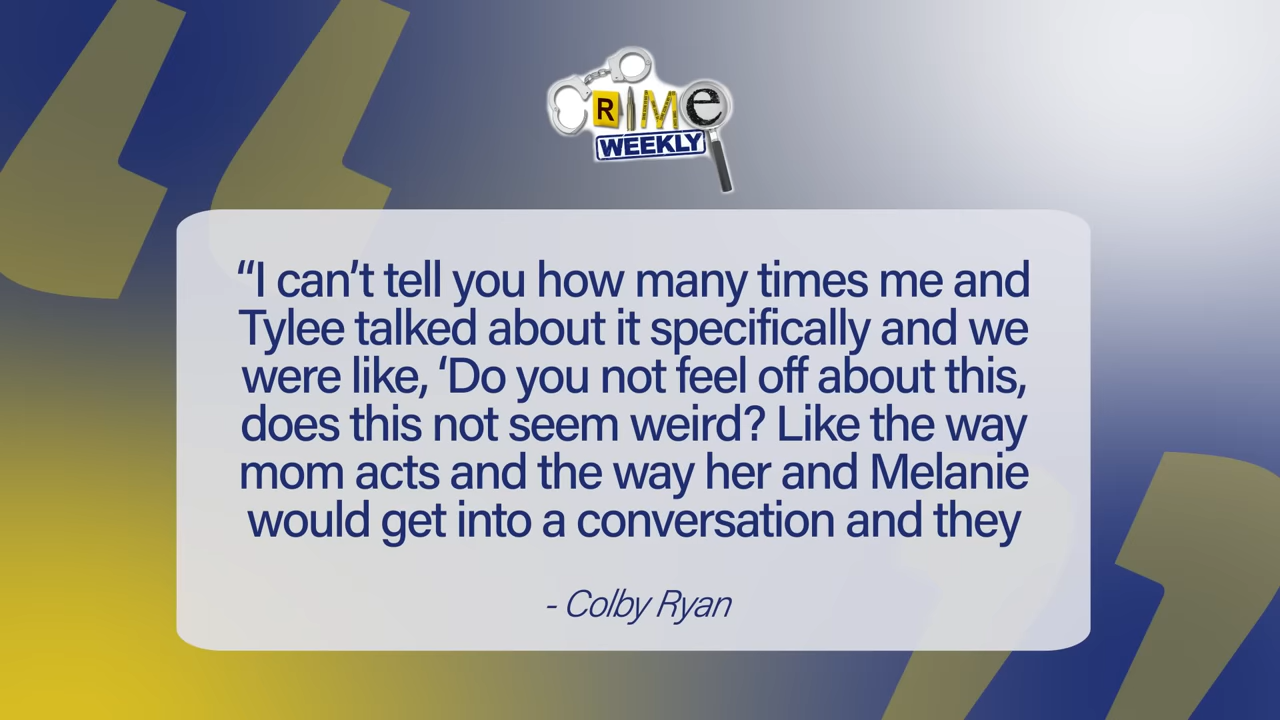 CRIME
WEEKLY
“I can’t tell you how many times me and
Tylee talked about it specifically and we
were like, ‘Do you not feel off about this,
does this not seem weird? Like the way
mom acts and the way her and Melanie
would get into a conversation and they
- Colby Ryan